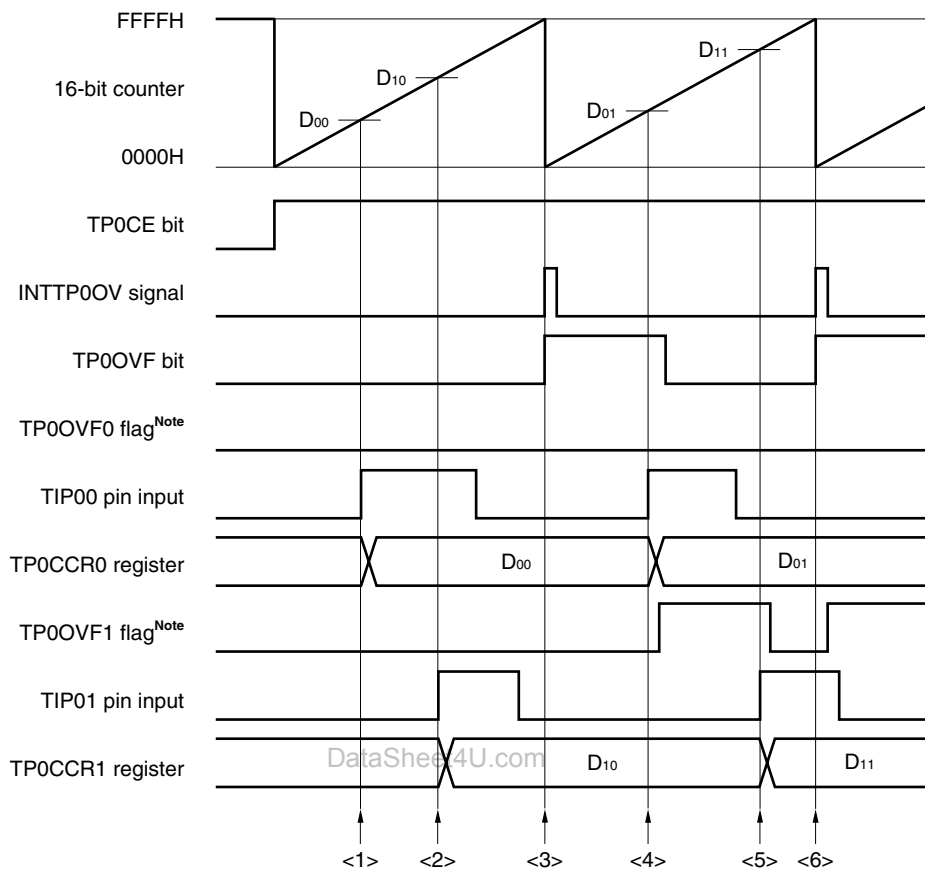 FFFFH
D11
D10
16-bit counter
D01
D00
0000H
TP0CE bit
INTTP0OV signal
TP0OVF bit
TP0OVF0 flagNote
TIP00 pin input
TP0CCR0 register D00 D01
TP0OVF1 flagNote
TIP01 pin input
DataSheet4U.com
TP0CCR1 register D10 D11
<1> <2> <3> <4> <5> <6>